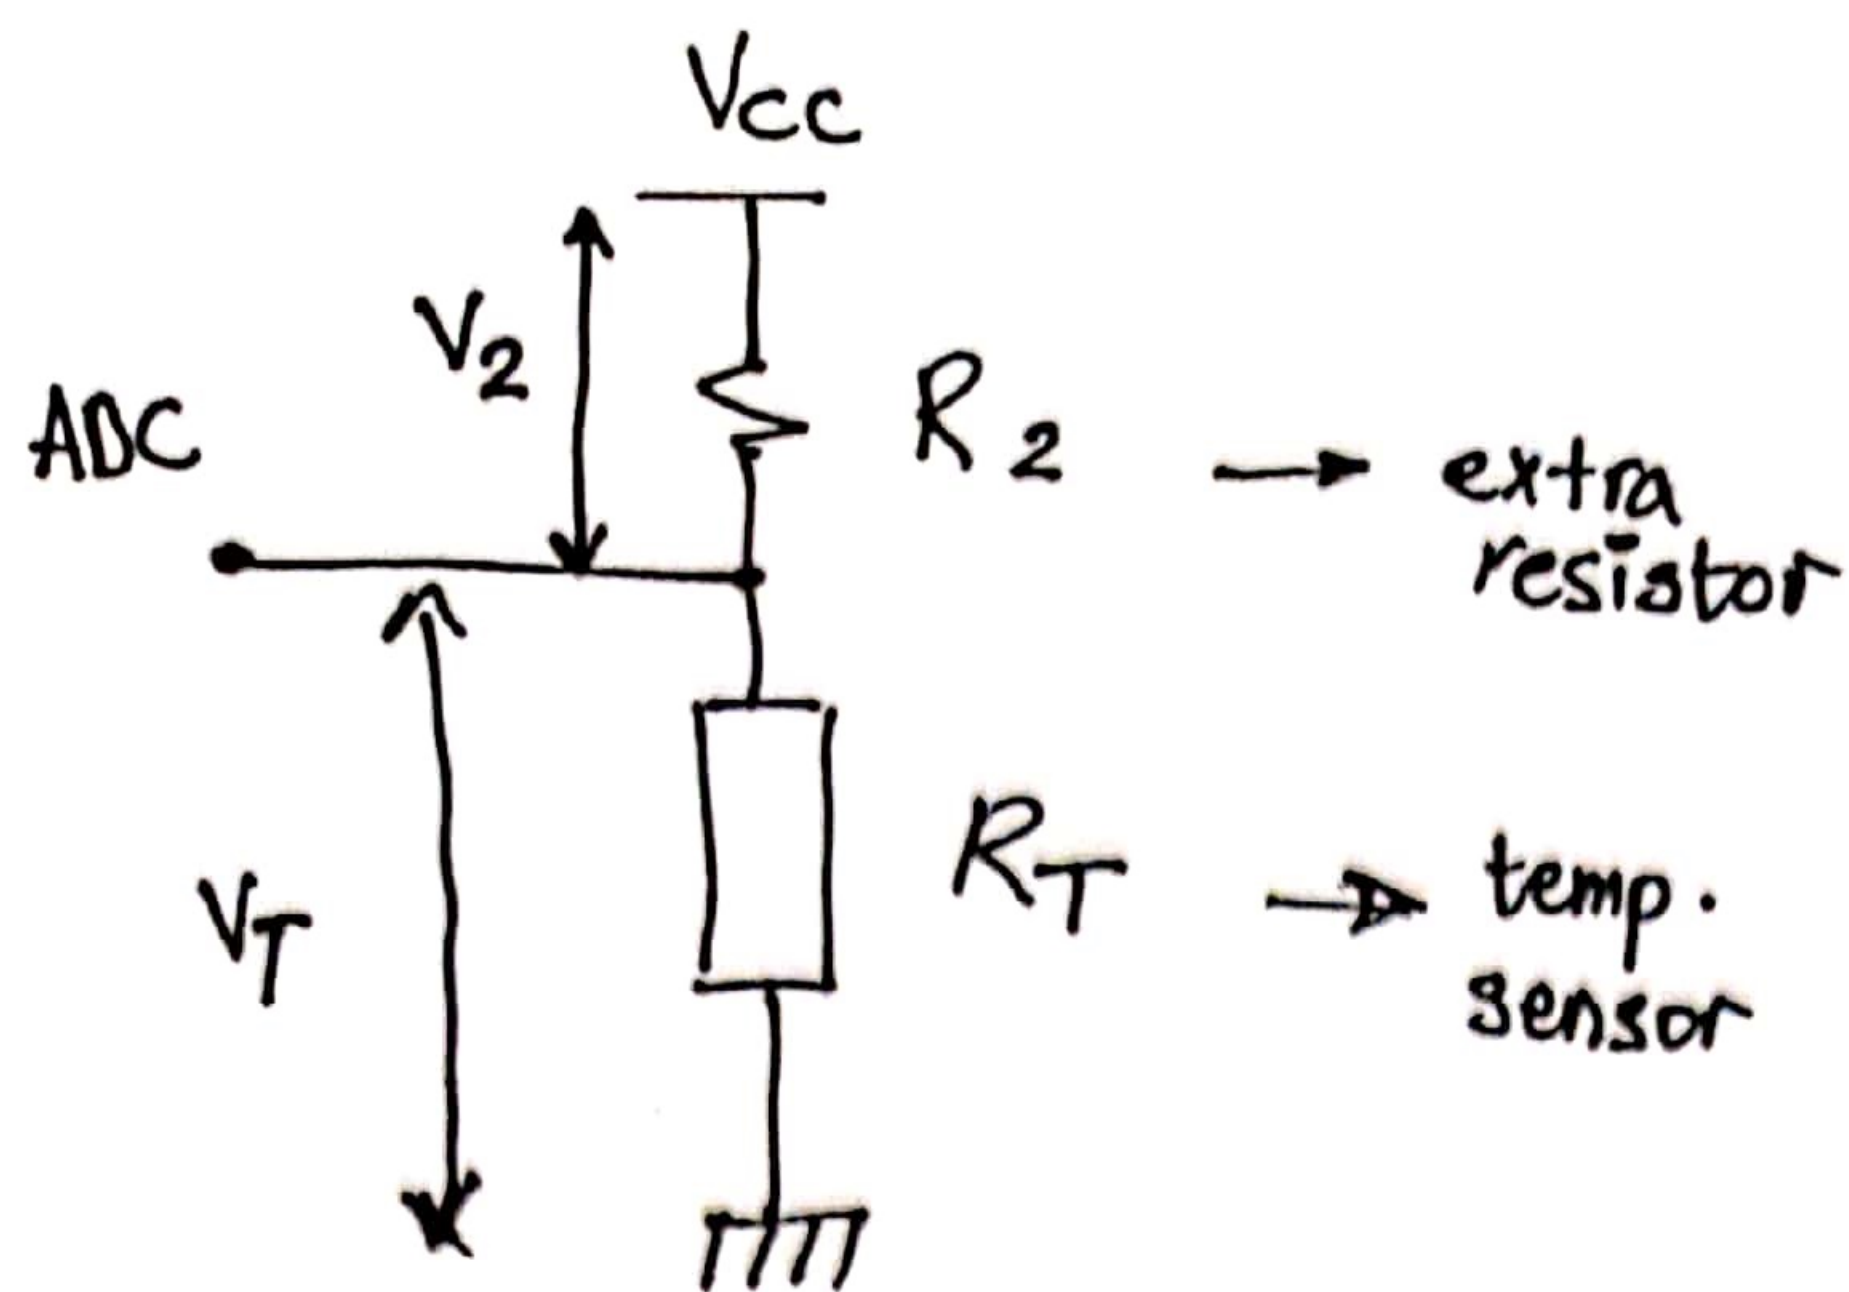 Vcc
V2
ADC
R2
extra
resistor
VT
RT
temp.
sensor